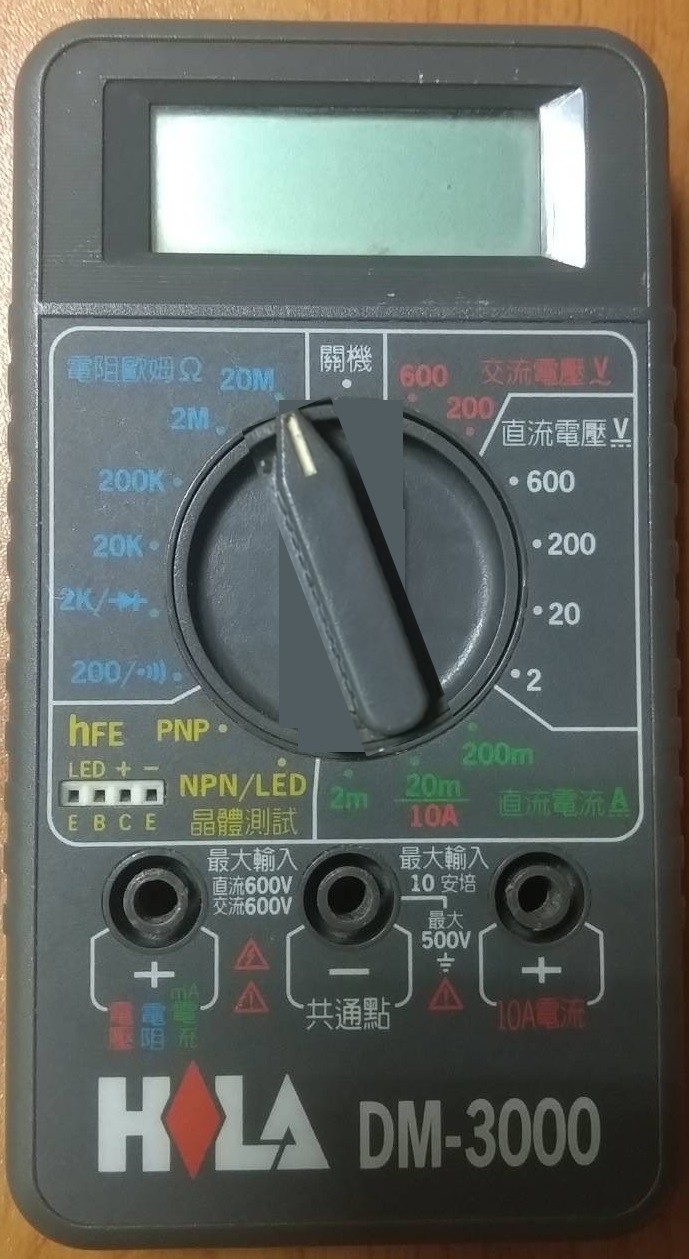 電阻歐姆Ω
20M
關機
600
交流電壓 V
2M
200
直流電壓 V
200K
600
20K
200
2K/
20
200/
2
hFE PNP
200m
LED + −
NPN/LED
2m
20m
10A
直流電流 A
E B C E
晶體測試
最大輸入
直流600V
交流600V
最大輸入
10 安培
最大
500V
+
−
+
電壓
電阻
mA電流
共通點
10A電流
HOLA DM-3000